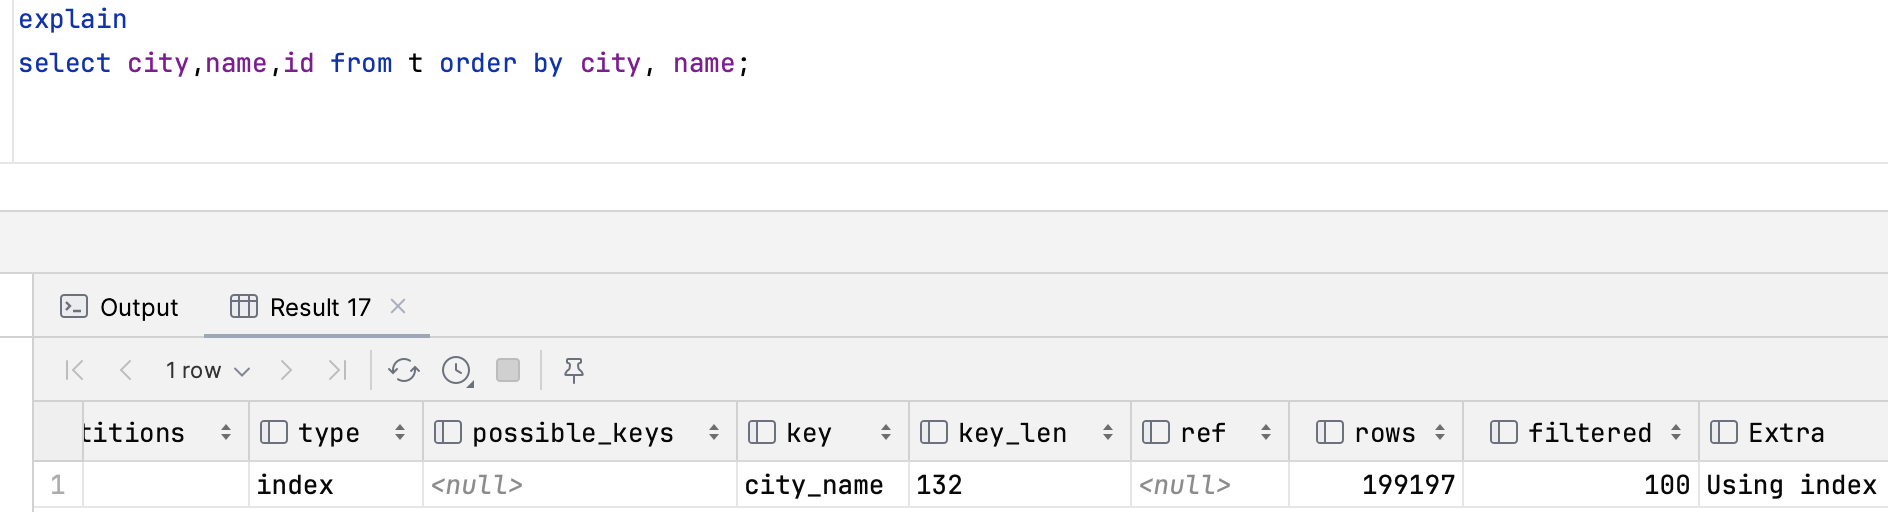 explain
select city,name,id from t order by city, name;
Output Result 17
1 row
titions type possible_keys key key_len ref rows filtered Extra
1 index <null> city_name 132 <null> 199197 100 Using index